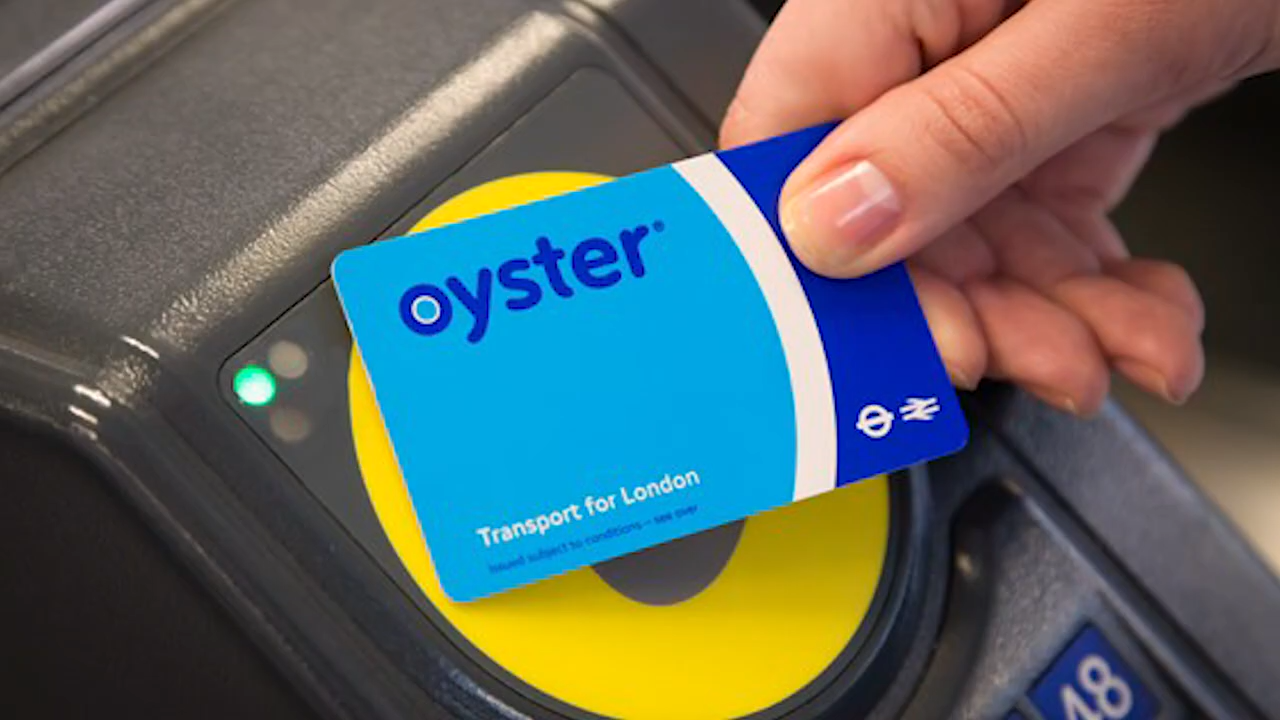 oyster
Transport for London
Issued subject to conditions – see over
48